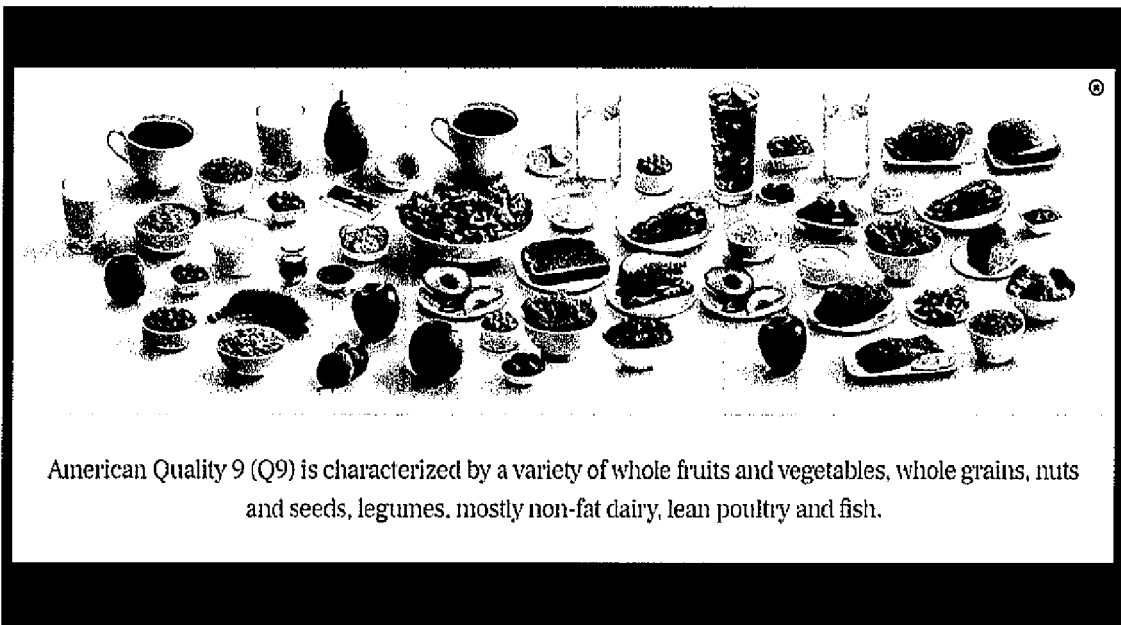 American Quality 9 (Q9) is characterized by a variety of whole fruits and vegetables, whole grains, nuts
and seeds, legumes, mostly non-fat dairy, lean poultry and fish.